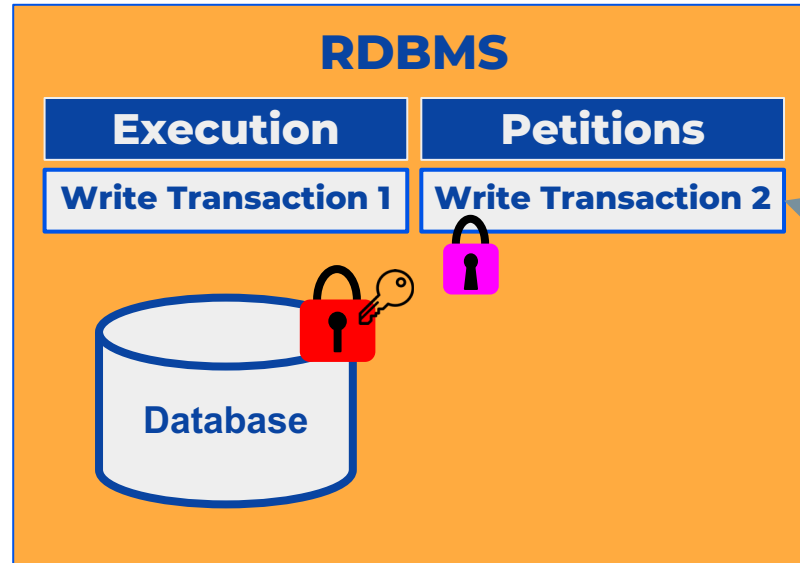 RDBMS
Execution
Petitions
Write Transaction 1
Write Transaction 2
Database